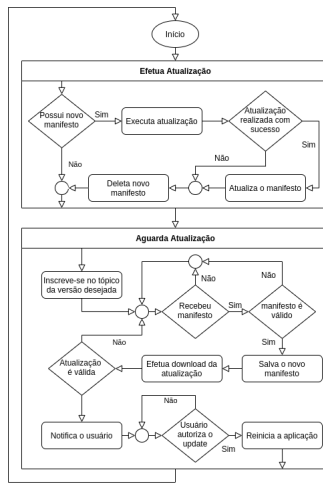 Início
Efetua Atualização
Possui novo
manifesto
Sim
Executa atualização
Atualização
realizada com
sucesso
Sim
Não
Não
Deleta novo
manifesto
Atualiza o manifesto
Aguarda Atualização
Inscreve-se no tópico
da versão desejada
Não
Não
Recebeu
manifesto
Sim
manifesto é
válido
Sim
Não
Atualização
é válida
Efetua download da
atualização
Salva o novo
manifesto
Não
Notifica o usuário
Usuário
autoriza o
update
Sim
Reinicia a aplicação